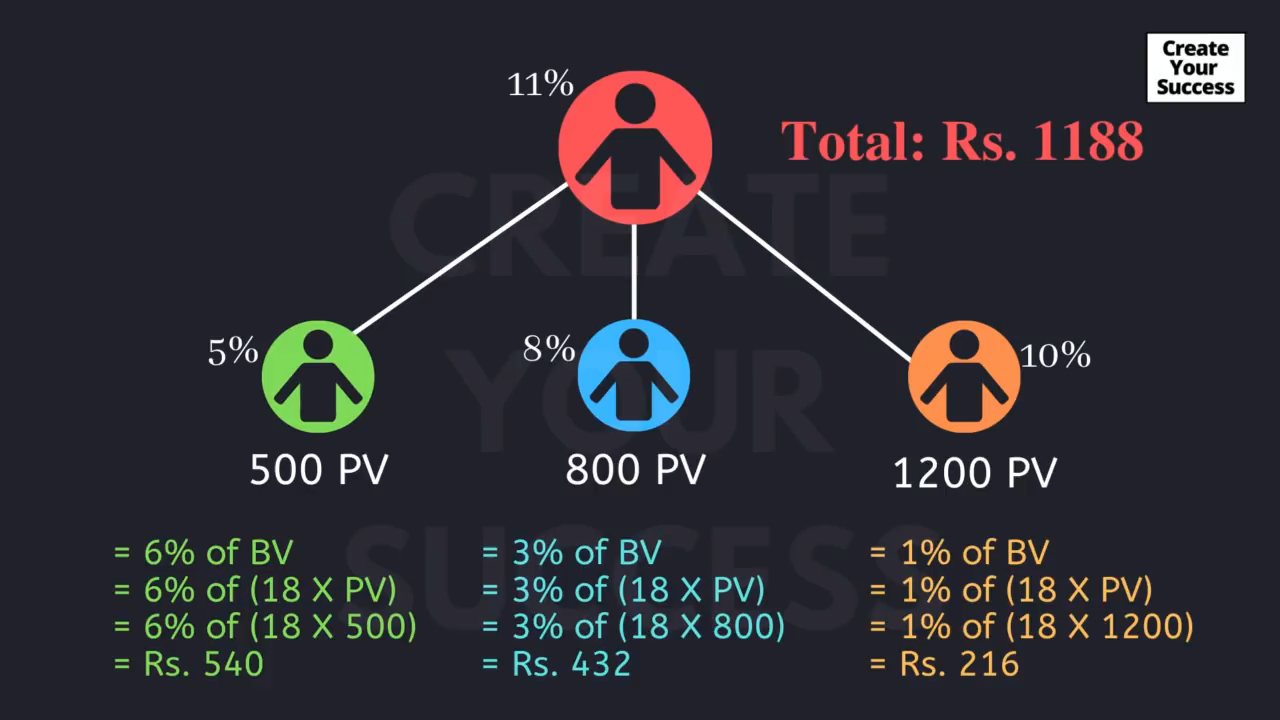 Create
Your
Success
11%
Total: Rs. 1188
CREATE
YOUR
SUCCESS
5%
8%
10%
500 PV
800 PV
1200 PV
= 6% of BV
= 6% of (18 X PV)
= 6% of (18 X 500)
= Rs. 540
= 3% of BV
= 3% of (18 X PV)
= 3% of (18 X 800)
= Rs. 432
= 1% of BV
= 1% of (18 X PV)
= 1% of (18 X 1200)
= Rs. 216